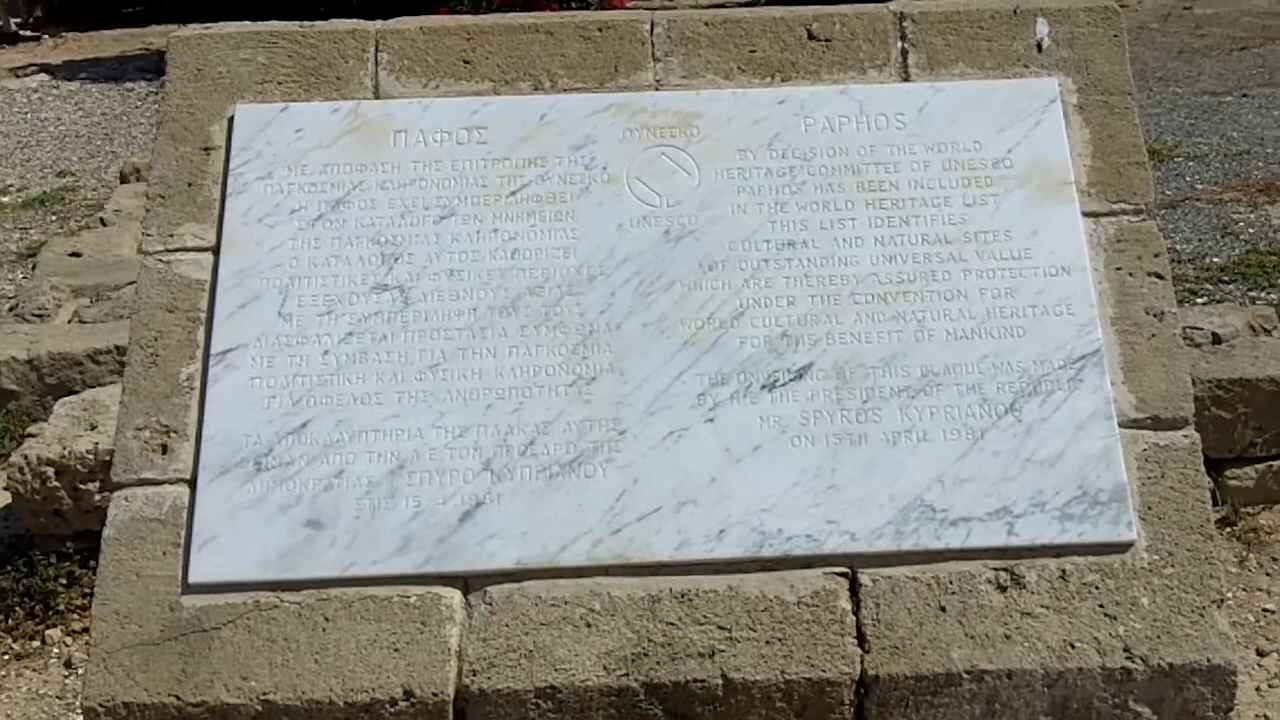 ΠΑΦΟΣ
ΜΕ ΑΠΟΦΑΣΗ ΤΗΣ ΕΠΙΤΡΟΠΗΣ ΤΗΣ
ΠΑΓΚΟΣΜΙΑΣ ΚΛΗΡΟΝΟΜΙΑΣ ΤΗΣ ΟΥΝΕΣΚΟ
Η ΠΑΦΟΣ ΕΧΕΙ ΣΥΜΠΕΡΙΛΗΦΘΕΙ
ΣΤΟΝ ΚΑΤΑΛΟΓΟ ΤΩΝ ΜΝΗΜΕΙΩΝ
ΤΗΣ ΠΑΓΚΟΣΜΙΑΣ ΚΛΗΡΟΝΟΜΙΑΣ
Ο ΚΑΤΑΛΟΓΟΣ ΑΥΤΟΣ ΚΑΘΟΡΙΖΕΙ
ΠΟΛΙΤΙΣΤΙΚΕΣ ΚΑΙ ΦΥΣΙΚΕΣ ΠΕΡΙΟΧΕΣ
ΕΞΕΧΟΥΣΑΣ ΔΙΕΘΝΟΥΣ ΑΞΙΑΣ
ΜΕ ΤΗ ΣΥΜΠΕΡΙΛΗΨΗ ΤΟΥΣ ΤΟΥΣ
ΔΙΑΣΦΑΛΙΖΕΤΑΙ ΠΡΟΣΤΑΣΙΑ ΣΥΜΦΩΝΑ
ΜΕ ΤΗ ΣΥΜΒΑΣΗ ΓΙΑ ΤΗΝ ΠΑΓΚΟΣΜΙΑ
ΠΟΛΙΤΙΣΤΙΚΗ ΚΑΙ ΦΥΣΙΚΗ ΚΛΗΡΟΝΟΜΙΑ
ΓΙΑ ΟΦΕΛΟΣ ΤΗΣ ΑΝΘΡΩΠΟΤΗΤΑΣ
ΤΑ ΑΠΟΚΑΛΥΠΤΗΡΙΑ ΤΗΣ ΠΛΑΚΑΣ ΑΥΤΗΣ
ΑΠΟ ΤΗΝ Α.Ε. ΤΟΝ ΠΡΟΕΔΡΟ ΤΗΣ
ΔΗΜΟΚΡΑΤΙΑΣ ΣΠΥΡΟ ΚΥΠΡΙΑΝΟΥ
ΣΤΙΣ 15 4 1981
ΟΥΝΕΣΚΟ
UNESCO
PAPHOS
BY DECISION OF THE WORLD
HERITAGE COMMITTEE OF UNESCO
PAPHOS HAS BEEN INCLUDED
IN THE WORLD HERITAGE LIST
THIS LIST IDENTIFIES
CULTURAL AND NATURAL SITES
OF OUTSTANDING UNIVERSAL VALUE
WHICH ARE THEREBY ASSURED PROTECTION
UNDER THE CONVENTION FOR
WORLD CULTURAL AND NATURAL HERITAGE
FOR THE BENEFIT OF MANKIND
THE UNVEILING OF THIS PLAQUE WAS MADE
BY H.E. THE PRESIDENT OF THE REPUBLIC
MR. SPYROS KYPRIANOU
ON 15TH APRIL 1981